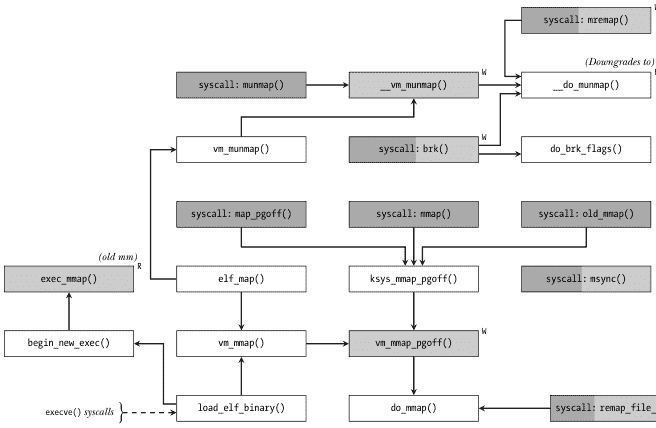 W
syscall: mremap()
(Downgrades to)
W
R
syscall: munmap()
__vm_munmap()
__do_munmap()
W
vm_munmap()
syscall: brk()
do_brk_flags()
syscall: map_pgoff()
syscall: mmap()
syscall: old_mmap()
(old mm)
R
exec_mmap()
elf_map()
ksys_mmap_pgoff()
syscall: msync()
W
begin_new_exec()
vm_mmap()
vm_mmap_pgoff()
execve() syscalls
load_elf_binary()
do_mmap()
syscall: remap_file_